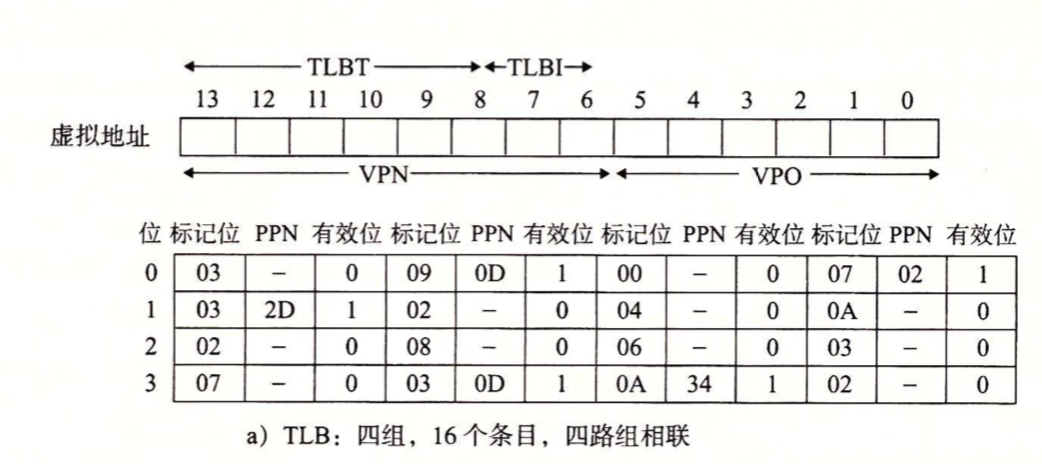 TLBT TLBI
13 12 11 10 9 8 7 6 5 4 3 2 1 0
虚拟地址
VPN VPO
位 标记位 PPN 有效位 标记位 PPN 有效位 标记位 PPN 有效位 标记位 PPN 有效位
0 03 – 0 09 0D 1 00 – 0 07 02 1
1 03 2D 1 02 – 0 04 – 0 0A – 0
2 02 – 0 08 – 0 06 – 0 03 – 0
3 07 – 0 03 0D 1 0A 34 1 02 – 0
a）TLB：四组，16个条目，四路组相联